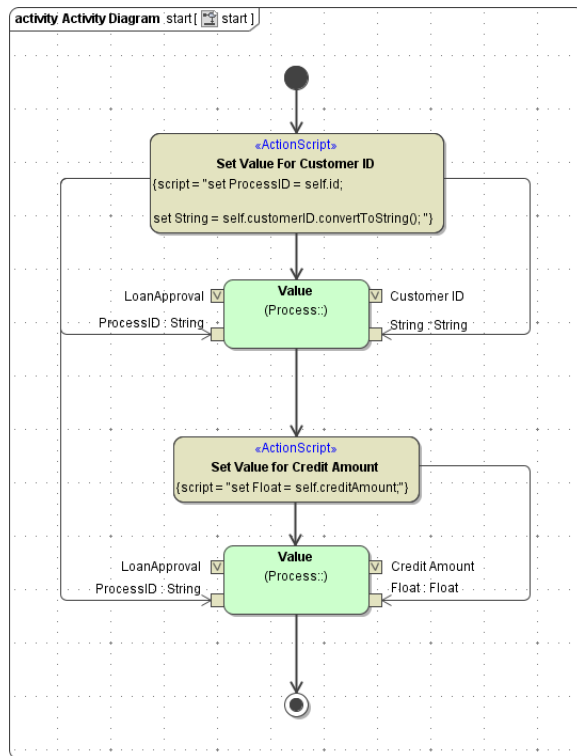 activity Activity Diagram start [ start ]
«ActionScript»
Set Value For Customer ID
{script = "set ProcessID = self.id;
set String = self.customerID.convertToString(); "}
Value
(Process::)
LoanApproval
Customer ID
ProcessID : String
String : String
«ActionScript»
Set Value for Credit Amount
{script = "set Float = self.creditAmount;"}
Value
(Process::)
LoanApproval
Credit Amount
ProcessID : String
Float : Float